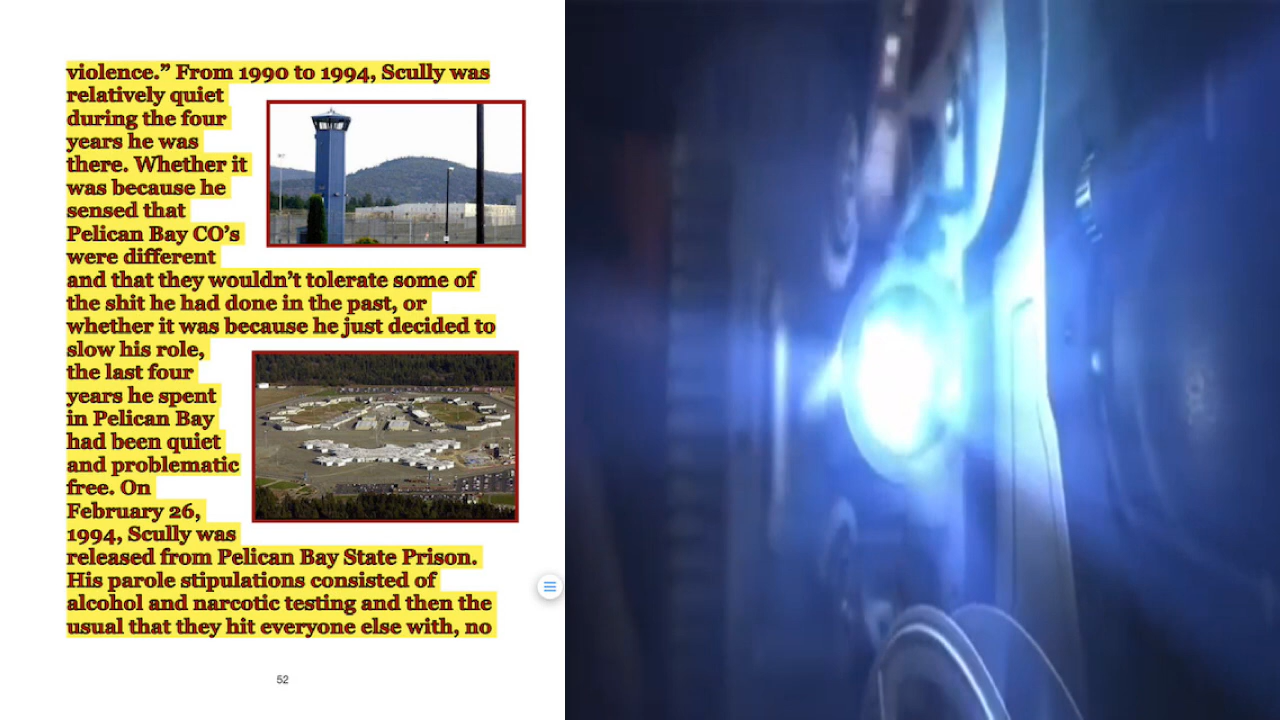 violence.” From 1990 to 1994, Scully was
relatively quiet
during the four
years he was
there. Whether it
was because he
sensed that
Pelican Bay CO’s
were different
and that they wouldn’t tolerate some of
the shit he had done in the past, or
whether it was because he just decided to
slow his role,
the last four
years he spent
in Pelican Bay
had been quiet
and problematic
free. On
February 26,
1994, Scully was
released from Pelican Bay State Prison.
His parole stipulations consisted of
alcohol and narcotic testing and then the
usual that they hit everyone else with, no
52